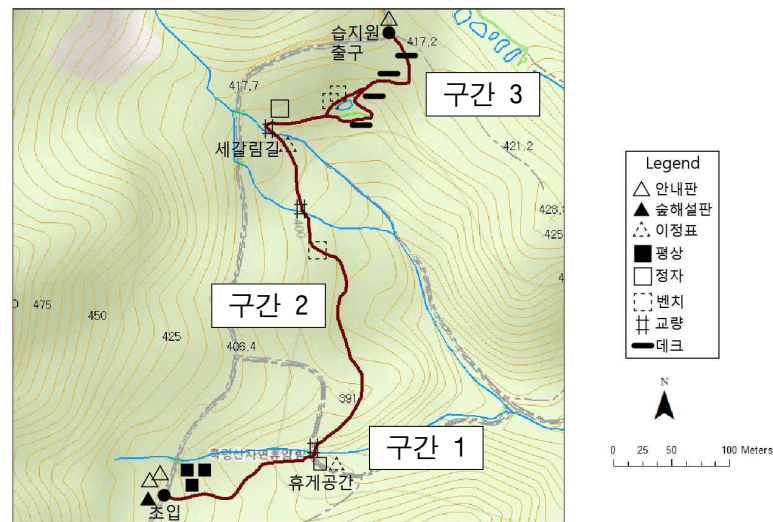 습지원
출구
417.2
구간 3
417.7
세갈림길
421.2
428.
425
400
구간 2
475
450
425
406.4
391
구간 1
휴게공간
초입
Legend
안내판
숲해설판
이정표
평상
정자
벤치
교량
데크
N
0 25 50 100 Meters